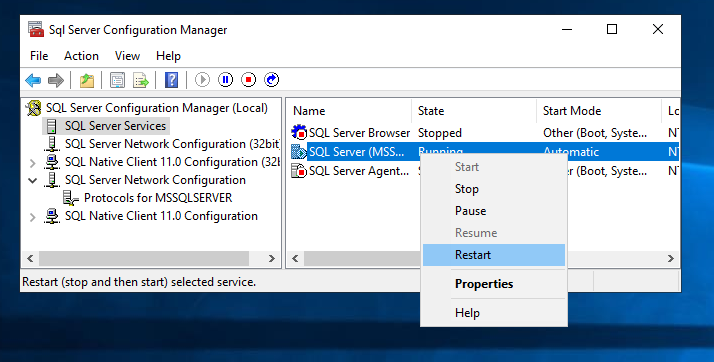 Sql Server Configuration Manager
File Action View Help
SQL Server Configuration Manager (Local)
SQL Server Services
SQL Server Network Configuration (32bit
SQL Native Client 11.0 Configuration (32
SQL Server Network Configuration
Protocols for MSSQLSERVER
SQL Native Client 11.0 Configuration
Name State Start Mode Lo
SQL Server Browser Stopped Other (Boot, Syste... NT
SQL Server (MSS... Running Automatic NT
SQL Server Agent... (Boot, Syste... NT
Start
Stop
Pause
Resume
Restart
Properties
Help
Restart (stop and then start) selected service.